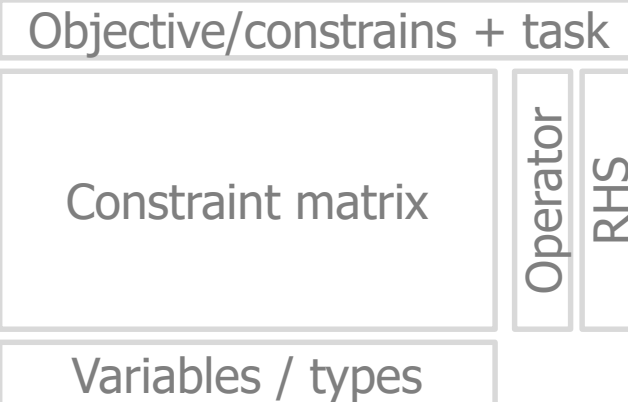 Objective/constrains + task
Constraint matrix
Operator
RHS
Variables / types